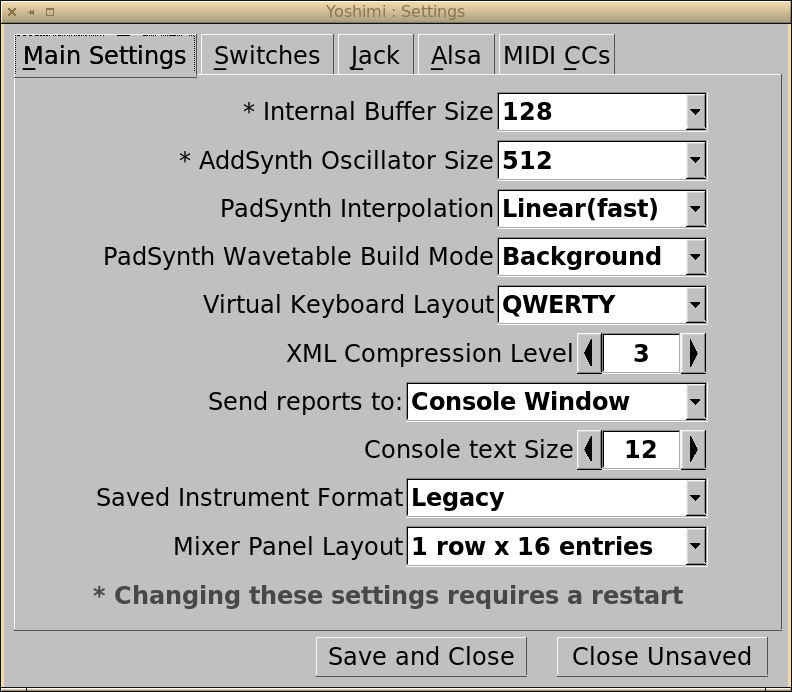 Yoshimi : Settings
Main Settings Switches Jack Alsa MIDI CCs
* Internal Buffer Size 128
* AddSynth Oscillator Size 512
PadSynth Interpolation Linear(fast)
PadSynth Wavetable Build Mode Background
Virtual Keyboard Layout QWERTY
XML Compression Level 3
Send reports to: Console Window
Console text Size 12
Saved Instrument Format Legacy
Mixer Panel Layout 1 row x 16 entries
* Changing these settings requires a restart
Save and Close Close Unsaved